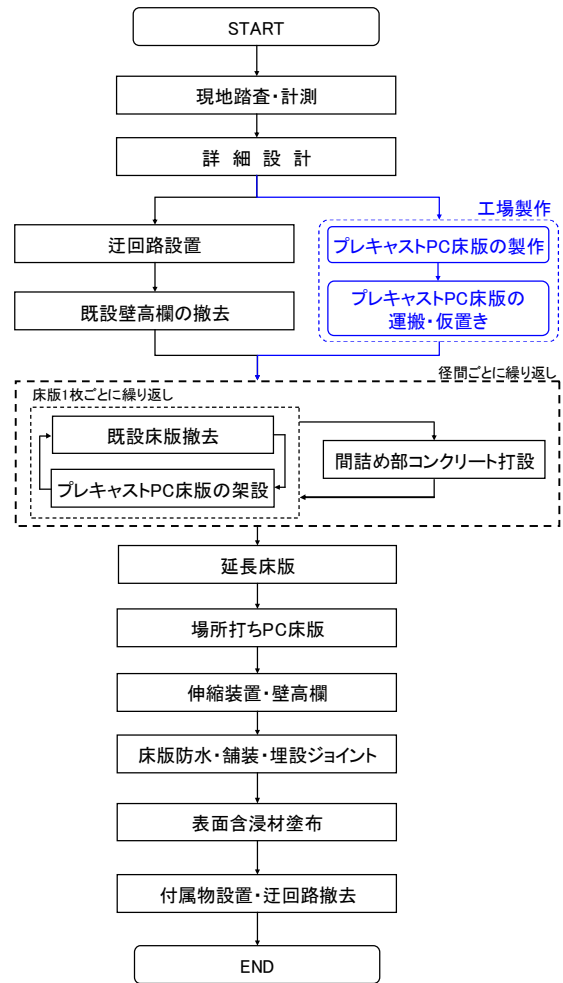 START
現地踏査・計測
詳 細 設 計
工場製作
迂回路設置
プレキャストPC床版の製作
既設壁高欄の撤去
プレキャストPC床版の
運搬・仮置き
径間ごとに繰り返し
床版1枚ごとに繰り返し
既設床版撤去
間詰め部コンクリート打設
プレキャストPC床版の架設
延長床版
場所打ちPC床版
伸縮装置・壁高欄
床版防水・舗装・埋設ジョイント
表面含浸材塗布
付属物設置・迂回路撤去
END